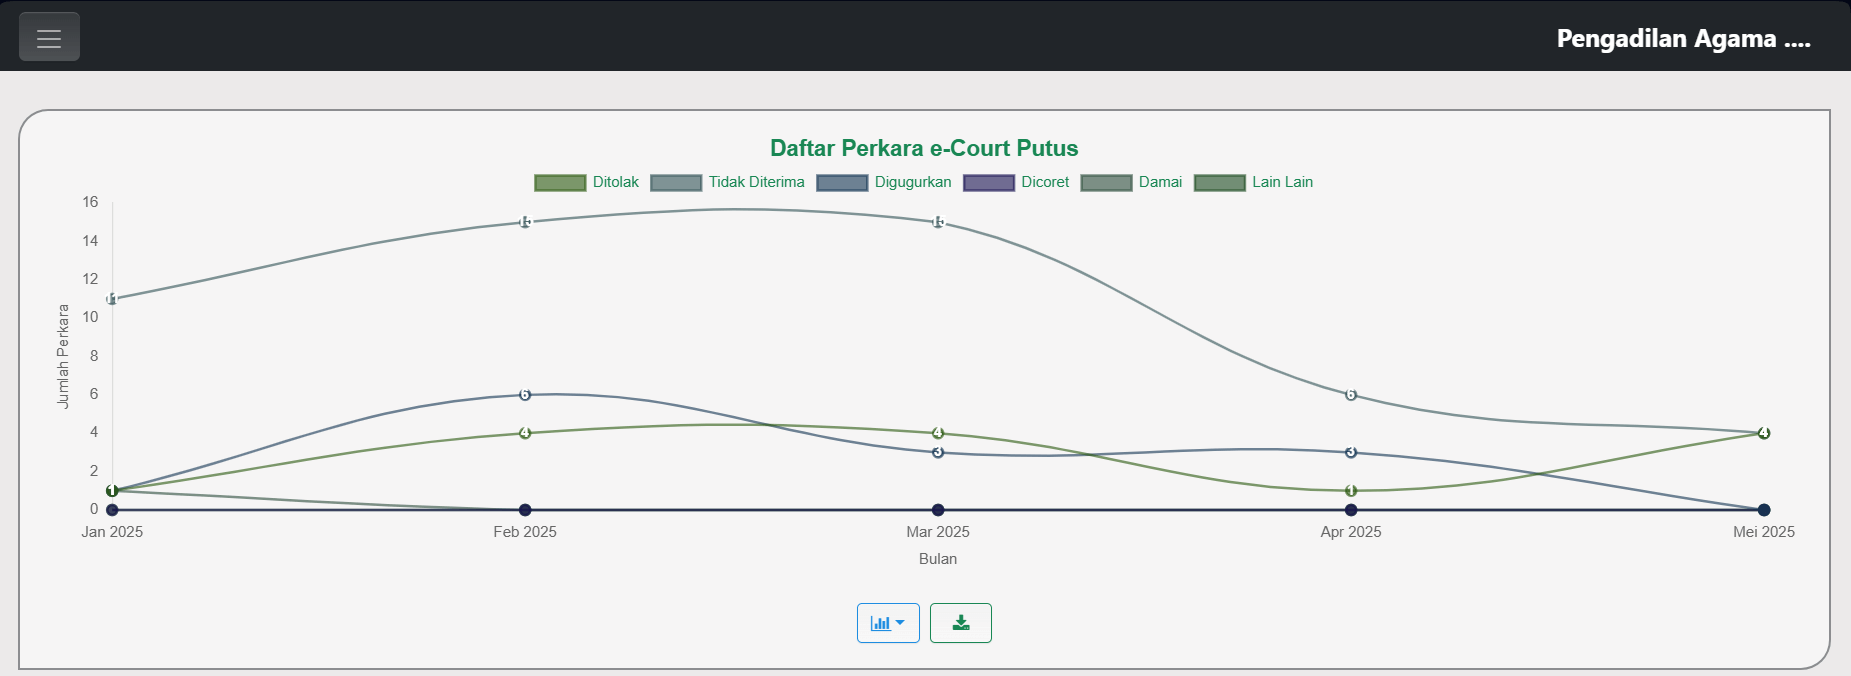 Pengadilan Agama ....
Daftar Perkara e-Court Putus
Ditolak Tidak Diterima Digugurkan Dicoret Damai Lain Lain
16
14
12
10
8
6
4
2
0
Jumlah Perkara
11 15 15 6 4
6 3 3
4 4 1
1
Jan 2025 Feb 2025 Mar 2025 Apr 2025 Mei 2025
Bulan